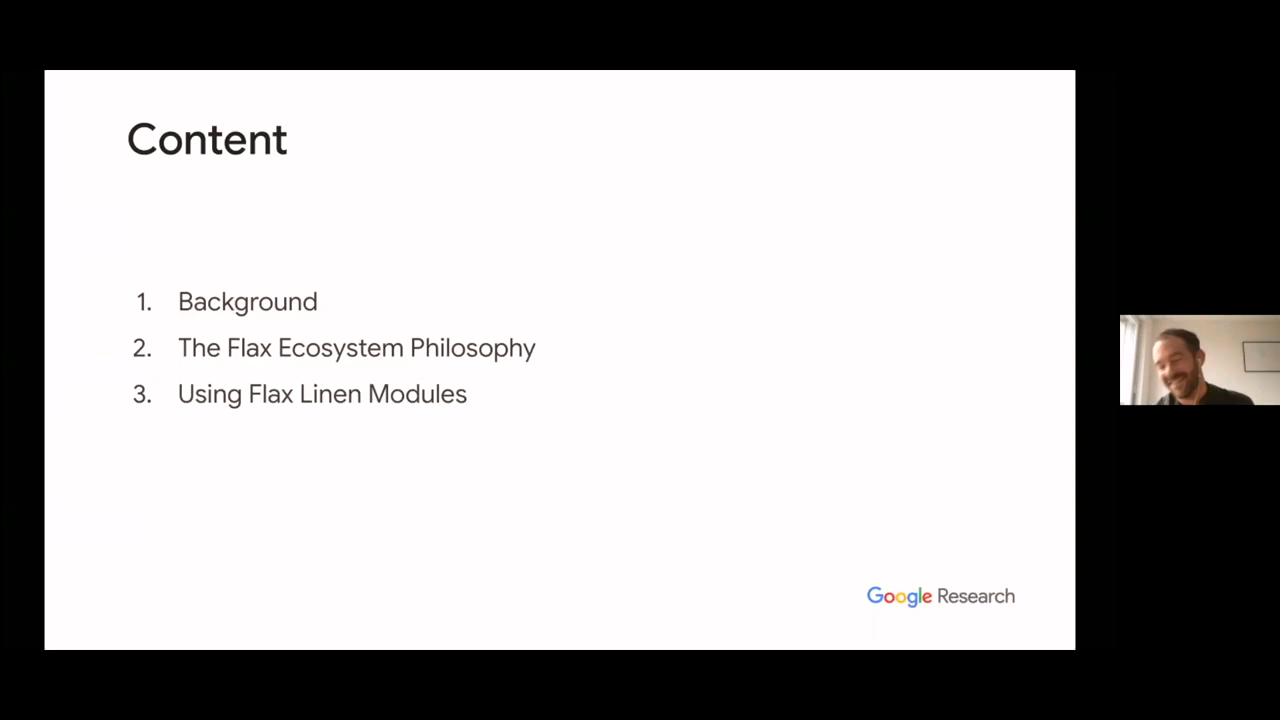 Content
1. Background
2. The Flax Ecosystem Philosophy
3. Using Flax Linen Modules
Google Research